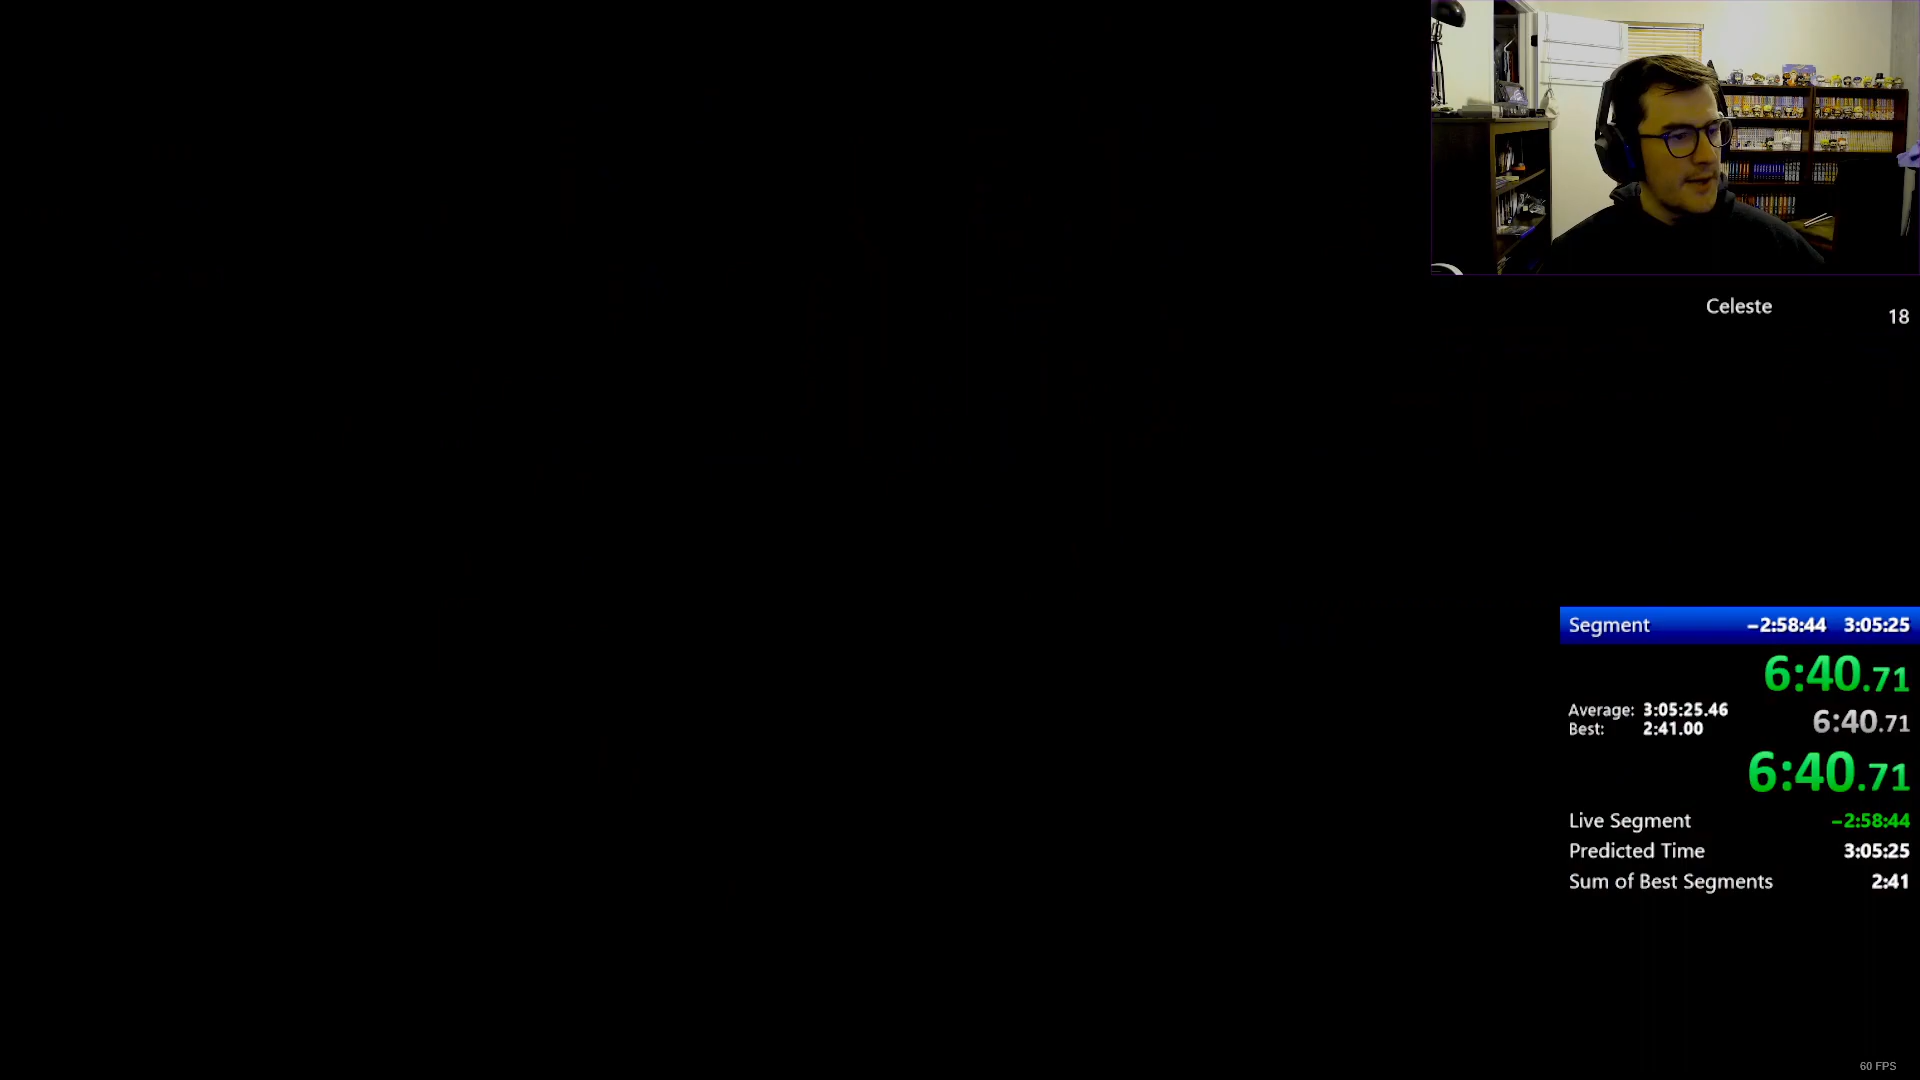 Celeste
18
Segment −2:58:44 3:05:25
6:40.71
Average: 3:05:25.46
Best: 2:41.00
6:40.71
6:40.71
Live Segment −2:58:44
Predicted Time 3:05:25
Sum of Best Segments 2:41
60 FPS